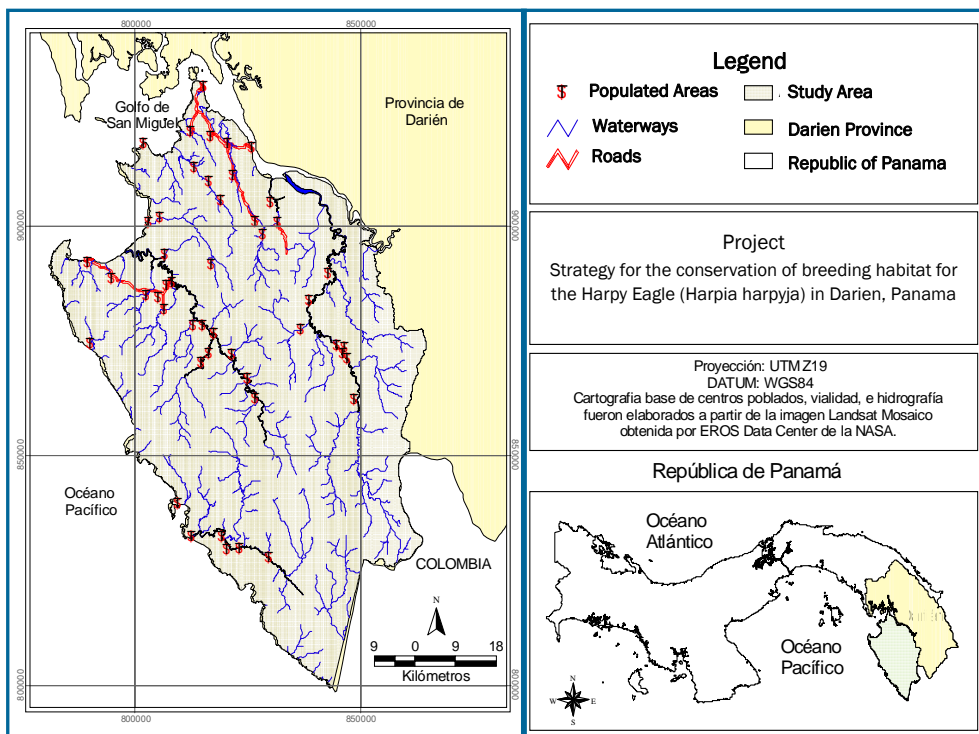 800000
850000
Golfo de
San Miguel
Provincia de
Darién
900000
900000
850000
850000
Océano
Pacífico
COLOMBIA
N
9 0 9 18
Kilómetros
800000
800000
800000
850000
Legend
Populated Areas
Study Area
Waterways
Darien Province
Roads
Republic of Panama
Project
Strategy for the conservation of breeding habitat for
the Harpy Eagle (Harpia harpyja) in Darien, Panama
Proyección: UTM Z19
DATUM: WGS84
Cartografia base de centros poblados, vialidad, e hidrografía
fueron elaborados a partir de la imagen Landsat Mosaico
obtenida por EROS Data Center de la NASA.
República de Panamá
Océano
Atlántico
Océano
Pacífico
N
W E
S